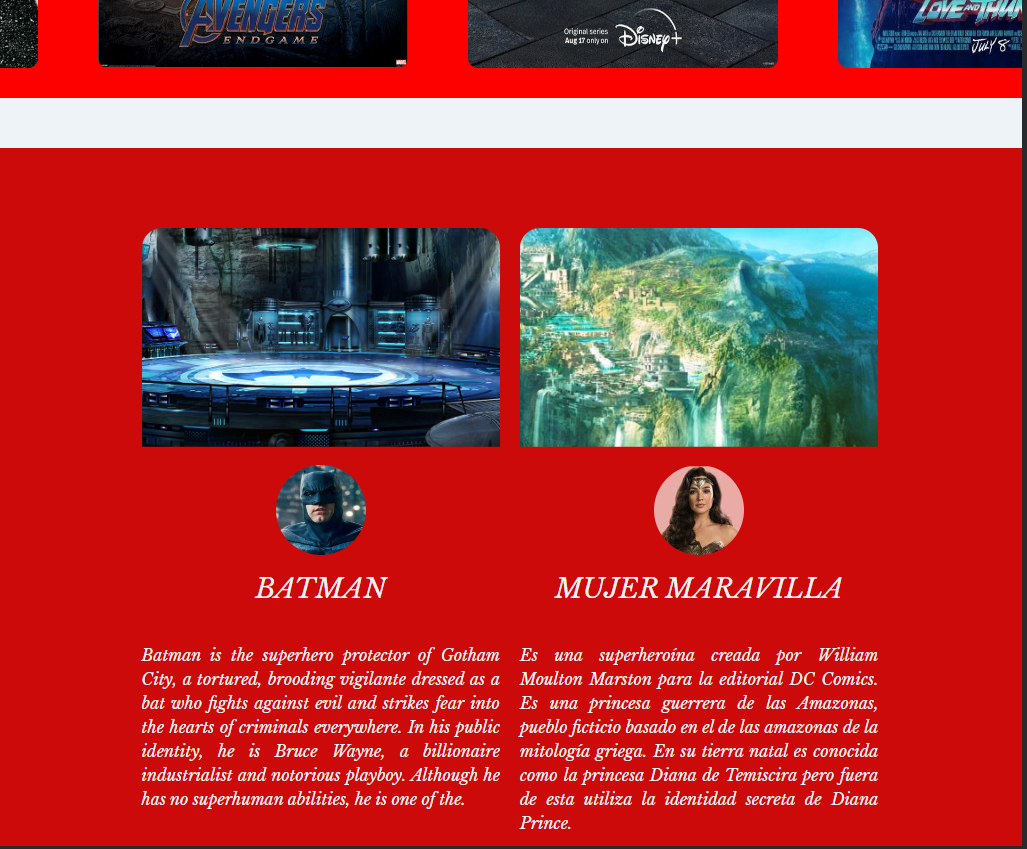 AVENGERS
ENDGAME
Original series
Aug 17 only on
Disney+
LOVE AND THUN
JULY 8
MARVEL
BATMAN
Batman is the superhero protector of Gotham
City, a tortured, brooding vigilante dressed as a
bat who fights against evil and strikes fear into
the hearts of criminals everywhere. In his public
identity, he is Bruce Wayne, a billionaire
industrialist and notorious playboy. Although he
has no superhuman abilities, he is one of the.
MUJER MARAVILLA
Es una superheroína creada por William
Moulton Marston para la editorial DC Comics.
Es una princesa guerrera de las Amazonas,
pueblo ficticio basado en el de las amazonas de la
mitología griega. En su tierra natal es conocida
como la princesa Diana de Temiscira pero fuera
de esta utiliza la identidad secreta de Diana
Prince.